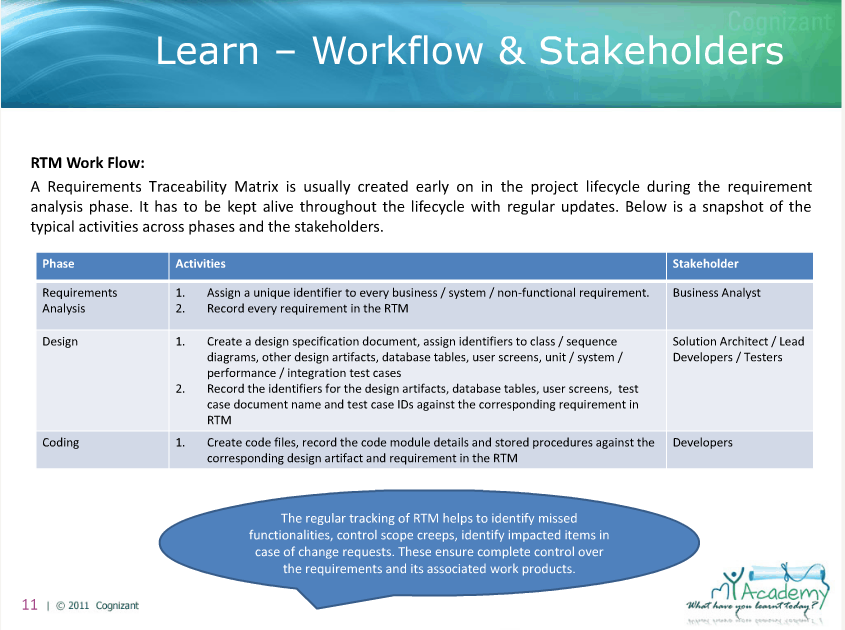 Cognizant
ACADEMY
Learn – Workflow & Stakeholders
RTM Work Flow:
A Requirements Traceability Matrix is usually created early on in the project lifecycle during the requirement
analysis phase. It has to be kept alive throughout the lifecycle with regular updates. Below is a snapshot of the
typical activities across phases and the stakeholders.
Phase Activities Stakeholder
Requirements
Analysis
1. Assign a unique identifier to every business / system / non-functional requirement.
2. Record every requirement in the RTM
Business Analyst
Design
1. Create a design specification document, assign identifiers to class / sequence
diagrams, other design artifacts, database tables, user screens, unit / system /
performance / integration test cases
2. Record the identifiers for the design artifacts, database tables, user screens, test
case document name and test case IDs against the corresponding requirement in
RTM
Solution Architect / Lead
Developers / Testers
Coding
1. Create code files, record the code module details and stored procedures against the
corresponding design artifact and requirement in the RTM
Developers
The regular tracking of RTM helps to identify missed
functionalities, control scope creeps, identify impacted items in
case of change requests. These ensure complete control over
the requirements and its associated work products.
11 | © 2011 Cognizant
myAcademy
What have you learnt today?